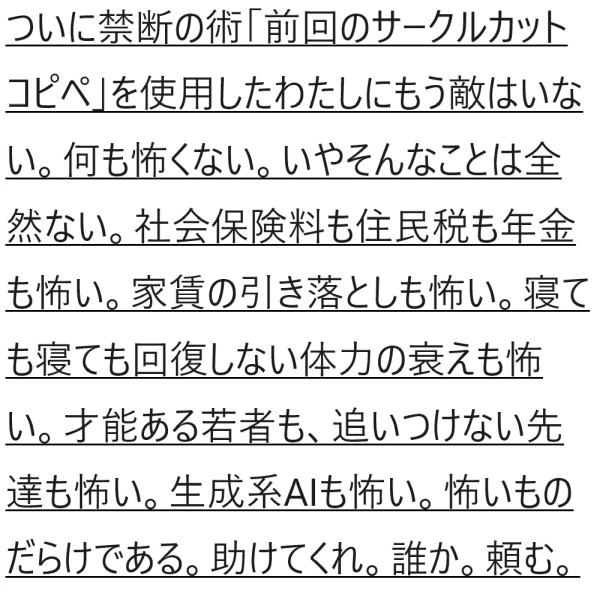 ついに禁断の術「前回のサークルカット
コピペ」を使用したわたしにもう敵はいな
い。何も怖くない。いやそんなことは全
然ない。社会保険料も住民税も年金
も怖い。家賃の引き落としも怖い。寝て
も寝ても回復しない体力の衰えも怖
い。才能ある若者も、追いつけない先
達も怖い。生成系AIも怖い。怖いもの
だらけである。助けてくれ。誰か。頼む。